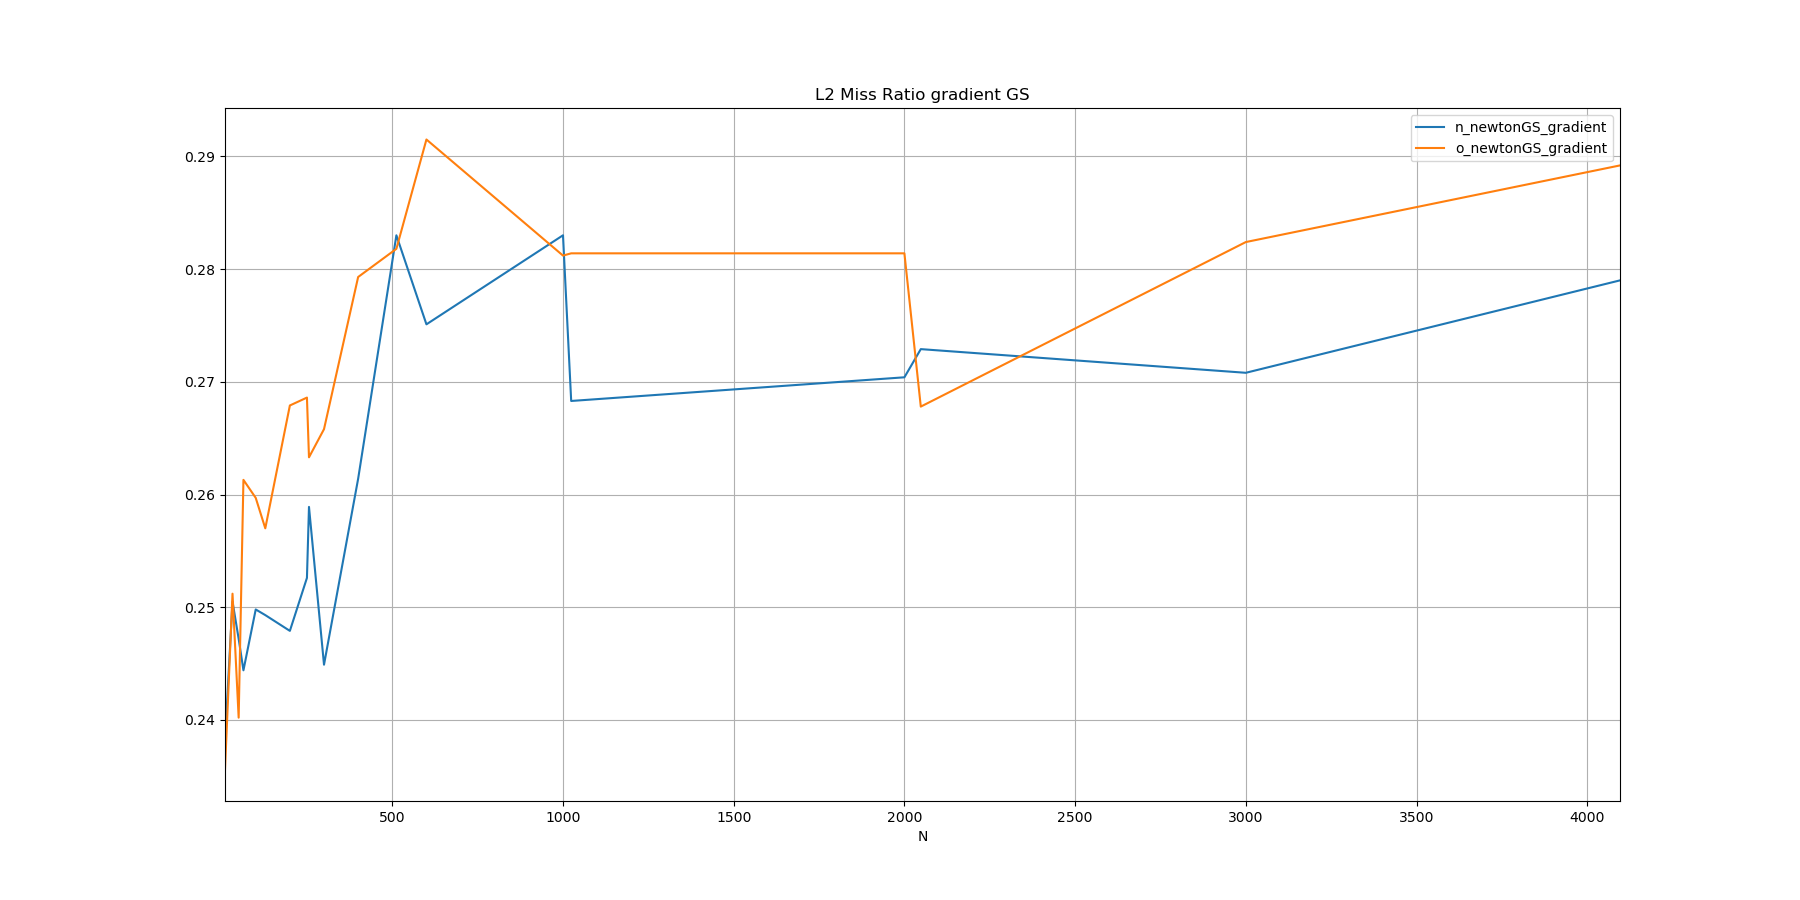 L2 Miss Ratio gradient GS
n_newtonGS_gradient
o_newtonGS_gradient
0.29
0.28
0.27
0.26
0.25
0.24
500 1000 1500 2000 2500 3000 3500 4000
N